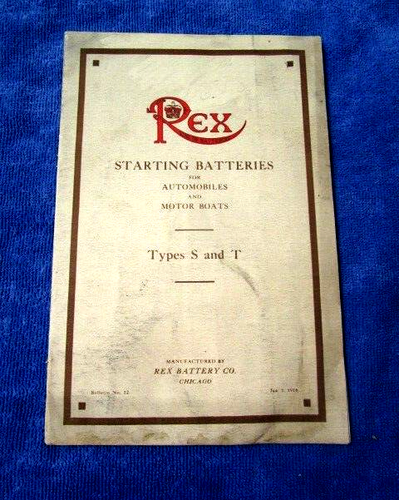 REX
STARTING BATTERIES
FOR
AUTOMOBILES
AND
MOTOR BOATS
Types S and T
MANUFACTURED BY
REX BATTERY CO.
CHICAGO
Bulletin No. 12
Jan